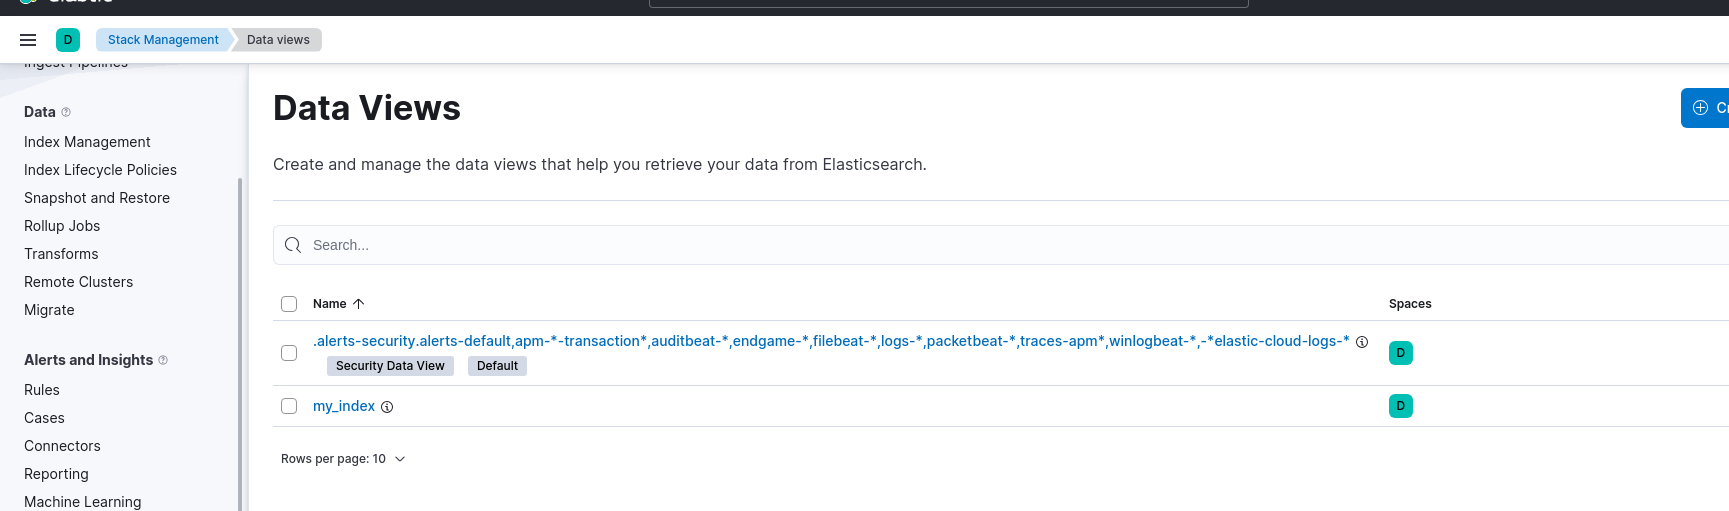 D Stack Management Data views
Ingest Pipelines
Data
Index Management
Index Lifecycle Policies
Snapshot and Restore
Rollup Jobs
Transforms
Remote Clusters
Migrate
Alerts and Insights
Rules
Cases
Connectors
Reporting
Machine Learning
Data Views
Create and manage the data views that help you retrieve your data from Elasticsearch.
Search...
Name Spaces
.alerts-security.alerts-default,apm-*-transaction*,auditbeat-*,endgame-*,filebeat-*,logs-*,packetbeat-*,traces-apm*,winlogbeat-*,-*elastic-cloud-logs-* D
Security Data View Default
my_index D
Rows per page: 10